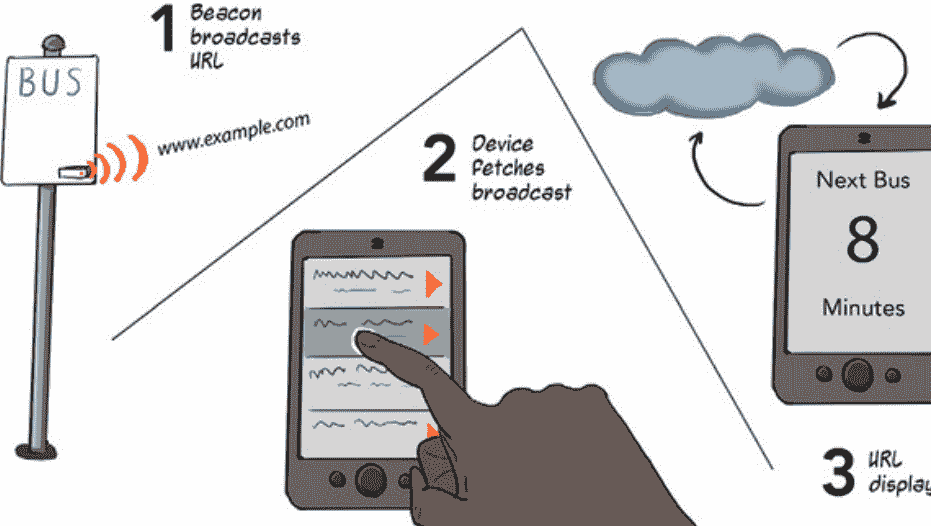 1 Beacon
broadcasts
URL
BUS
www.example.com
2 Device
Fetches
broadcast
Next Bus
8
Minutes
3 URL
display